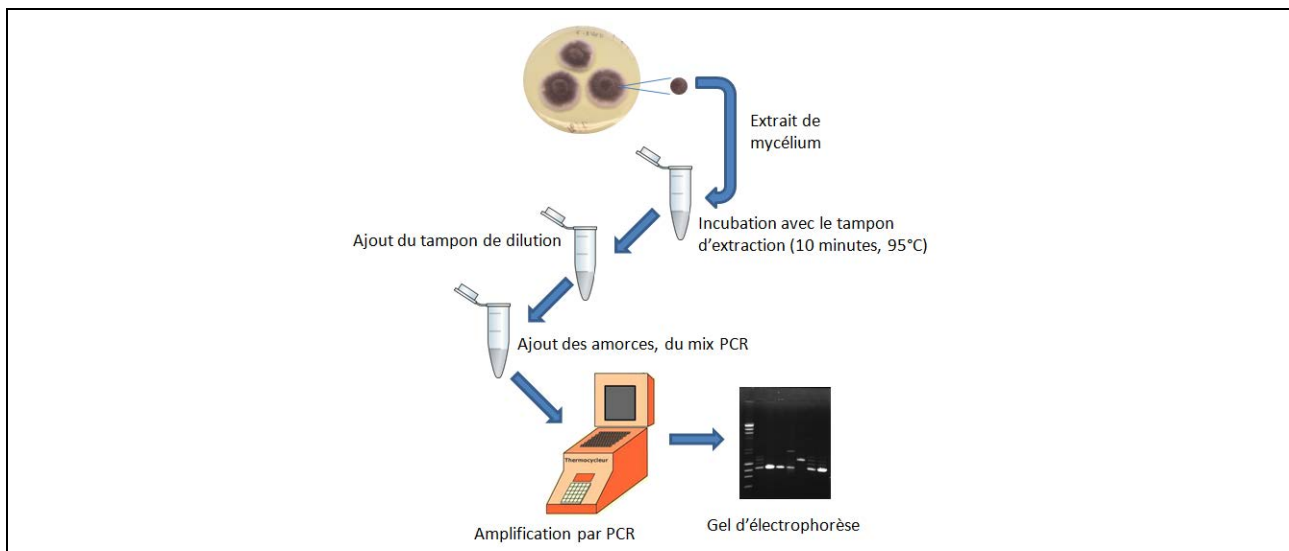 Extrait de
mycélium
Incubation avec le tampon
d'extraction (10 minutes, 95°C)
Ajout du tampon de dilution
Ajout des amorces, du mix PCR
Thermocycleur
Amplification par PCR
Gel d'électrophorèse